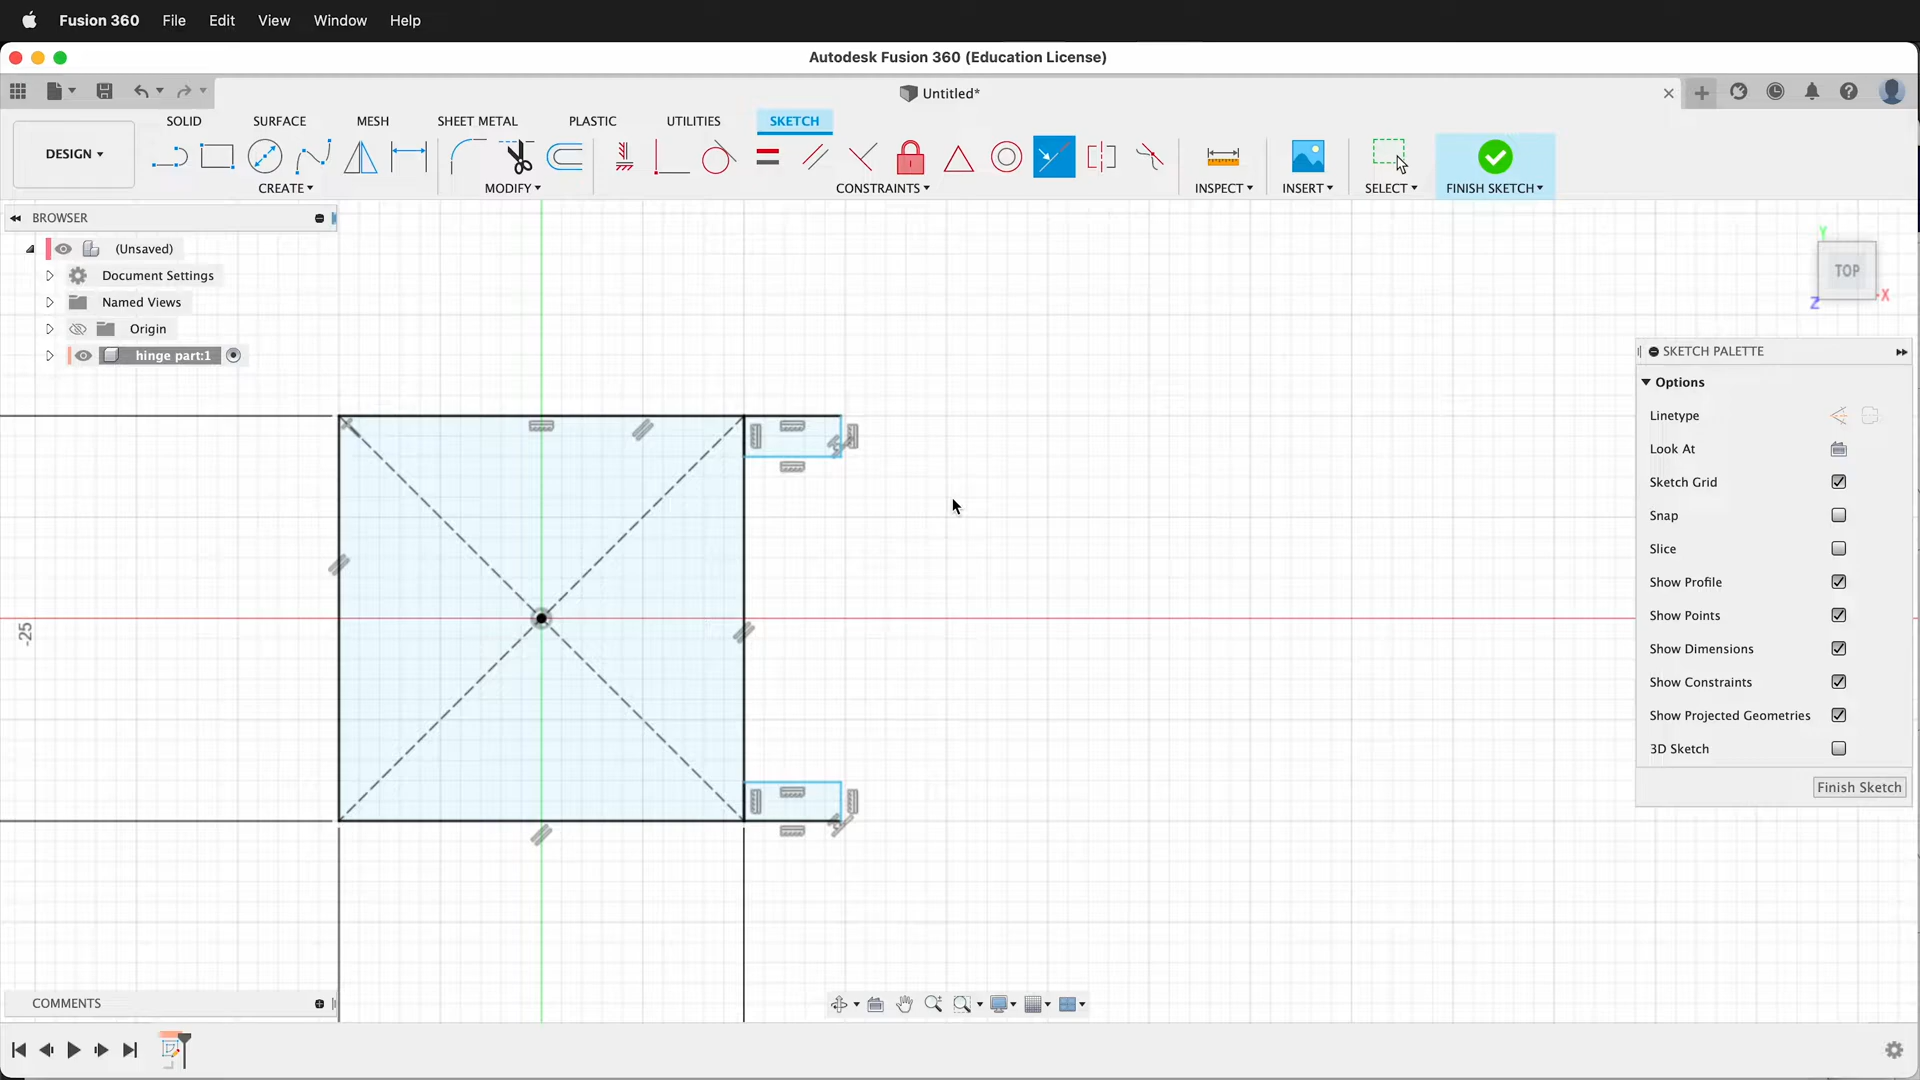 Fusion 360 File Edit View Window Help
Autodesk Fusion 360 (Education License)
Untitled*
SOLID SURFACE MESH SHEET METAL PLASTIC UTILITIES SKETCH
DESIGN
CREATE MODIFY CONSTRAINTS INSPECT INSERT SELECT FINISH SKETCH
BROWSER
(Unsaved)
Document Settings
Named Views
Origin
hinge part:1
Y
TOP
X
Z
SKETCH PALETTE
Options
Linetype
Look At
Sketch Grid
Snap
Slice
Show Profile
Show Points
Show Dimensions
Show Constraints
Show Projected Geometries
3D Sketch
Finish Sketch
-25
COMMENTS